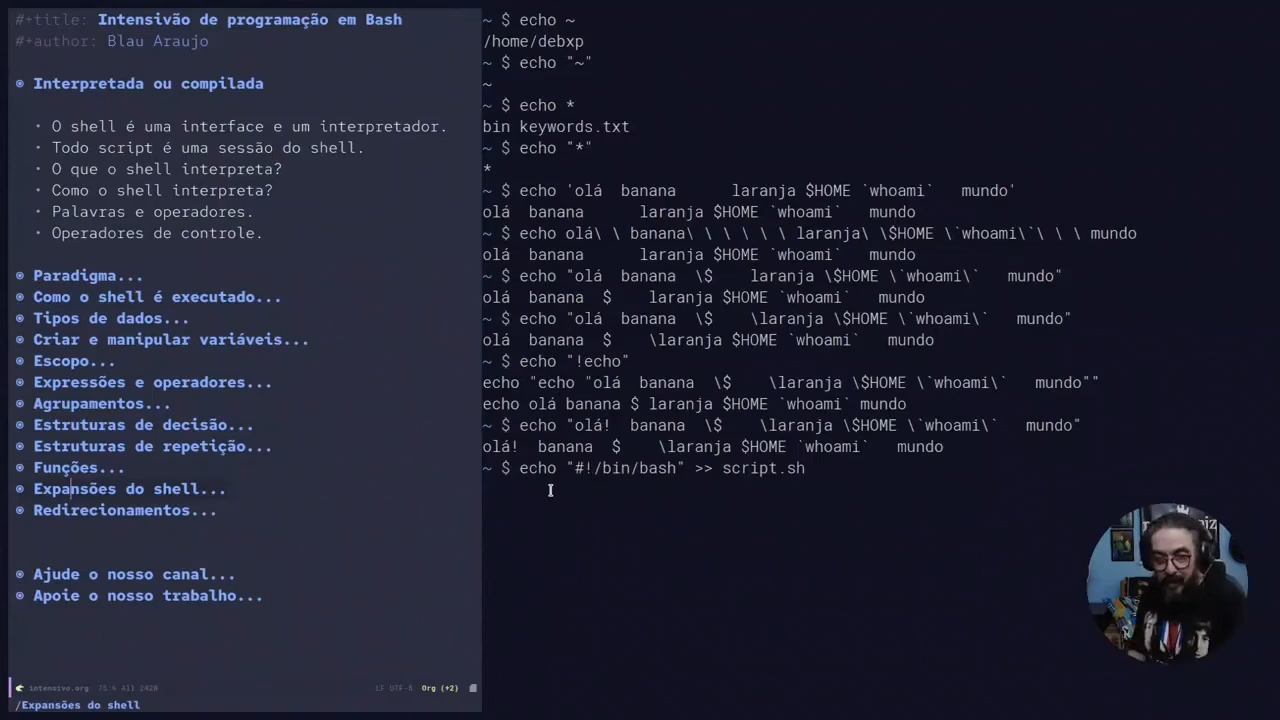 #+title: Intensivão de programação em Bash
#+author: Blau Araujo
Interpretada ou compilada
• O shell é uma interface e um interpretador.
• Todo script é uma sessão do shell.
• O que o shell interpreta?
• Como o shell interpreta?
• Palavras e operadores.
• Operadores de controle.
Paradigma...
Como o shell é executado...
Tipos de dados...
Criar e manipular variáveis...
Escopo...
Expressões e operadores...
Agrupamentos...
Estruturas de decisão...
Estruturas de repetição...
Funções...
Expansões do shell...
Redirecionamentos...
Ajude o nosso canal...
Apoie o nosso trabalho...
intensivo.org 75:6 All 2420 LF UTF-8 Org (+2)
/Expansões do shell
~ $ echo ~
/home/debxp
~ $ echo "~"
~
~ $ echo *
bin keywords.txt
~ $ echo "*"
*
~ $ echo 'olá  banana      laranja $HOME `whoami`   mundo'
olá  banana      laranja $HOME `whoami`   mundo
~ $ echo olá\ \ banana\ \ \ \ \ \ laranja\ \$HOME \`whoami\`\ \ \ mundo
olá  banana      laranja $HOME `whoami`   mundo
~ $ echo "olá  banana  \$    laranja \$HOME \`whoami\`   mundo"
olá  banana  $    laranja $HOME `whoami`   mundo
~ $ echo "olá  banana  \$    \laranja \$HOME \`whoami\`   mundo"
olá  banana  $    \laranja $HOME `whoami`   mundo
~ $ echo "!echo"
echo "echo "olá  banana  \$    \laranja \$HOME \`whoami\`   mundo""
echo olá banana $ laranja $HOME `whoami` mundo
~ $ echo "olá!  banana  \$    \laranja \$HOME \`whoami\`   mundo"
olá!  banana  $    \laranja $HOME `whoami`   mundo
~ $ echo "#!/bin/bash" >> script.sh